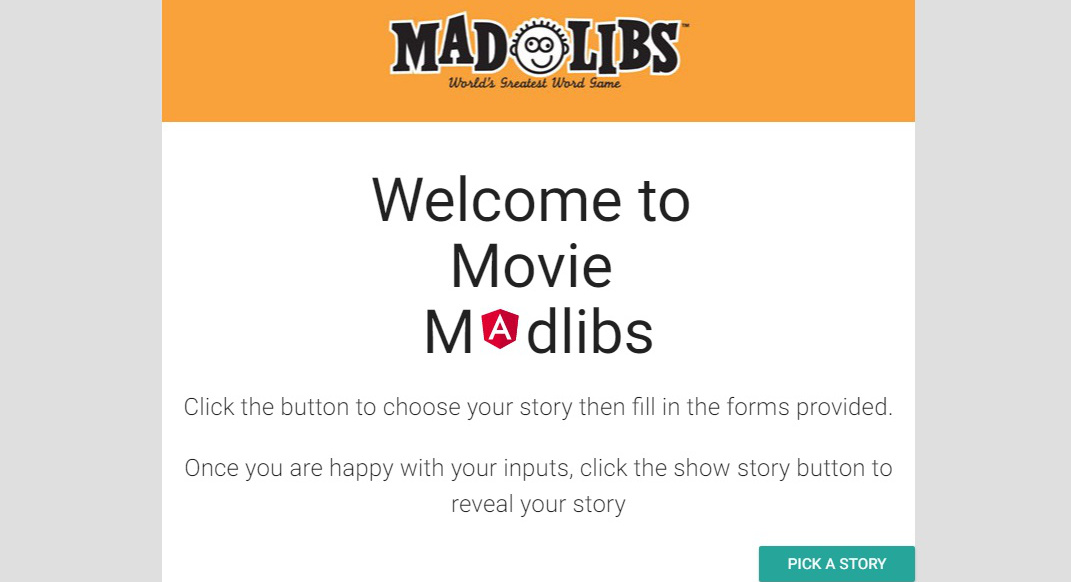 MAD LIBS™
World's Greatest Word Game
Welcome to
Movie
Madlibs
Click the button to choose your story then fill in the forms provided.
Once you are happy with your inputs, click the show story button to
reveal your story
PICK A STORY